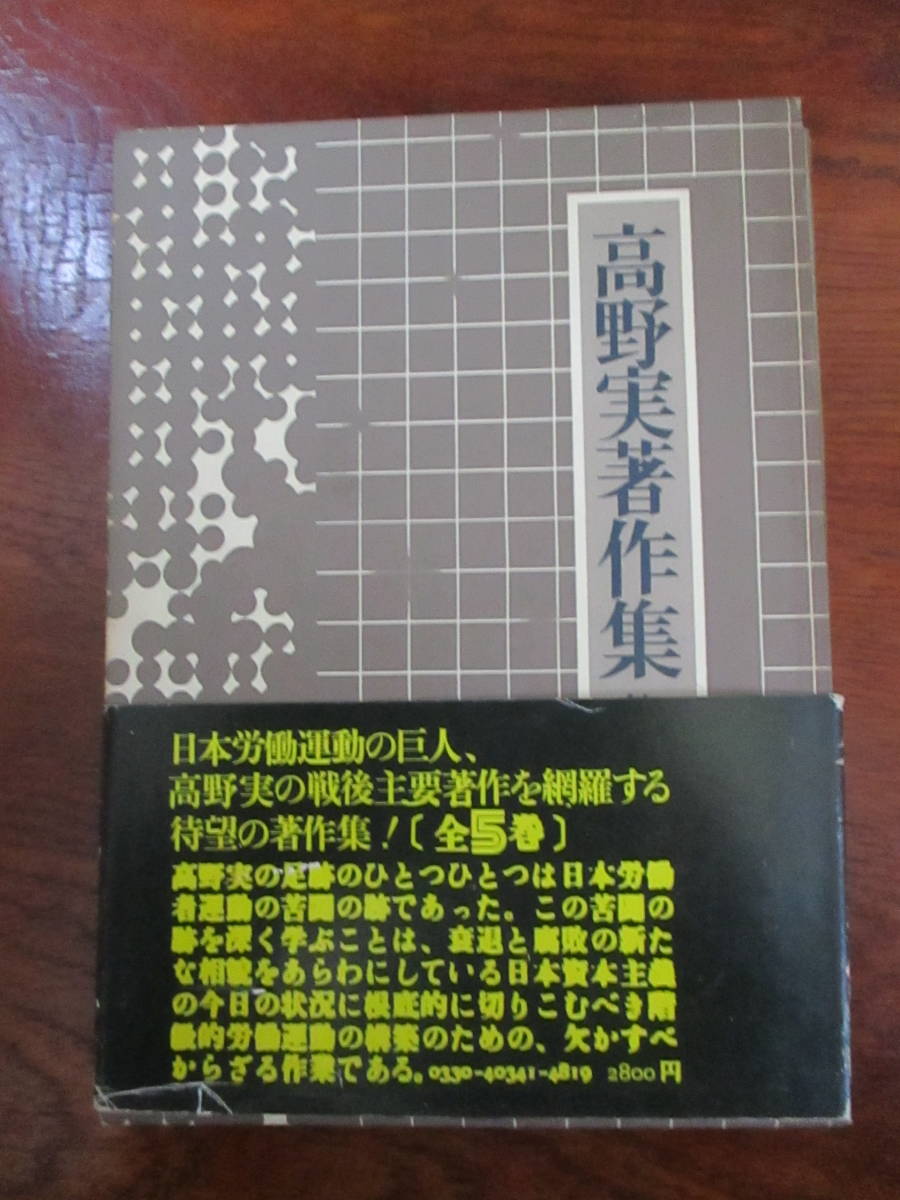 高野実著作集
日本労働運動の巨人、
高野実の戦後主要著作を網羅する
待望の著作集！〔全5巻〕
高野実の足跡のひとつひとつは日本労働
者運動の苦闘の跡であった。この苦闘の
跡を深く学ぶことは、衰退と腐敗の新た
な相貌をあらわにしている日本資本主義
の今日の状況に根底的に切りこむべき階
級的労働運動の構築のための、欠かすべ
からざる作業である。0330-40341-4819 2800円